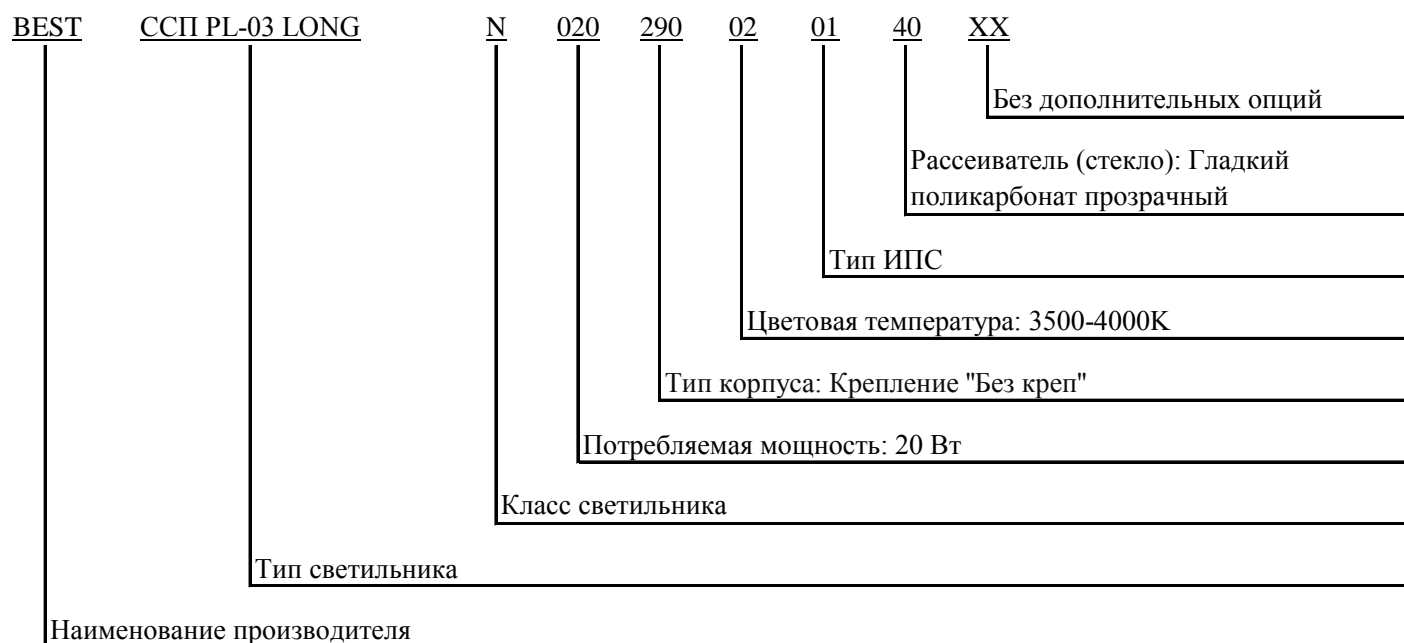 BEST ССП PL-03 LONG N 020 290 02 01 40 XX
Без дополнительных опций
Рассеиватель (стекло): Гладкий
поликарбонат прозрачный
Тип ИПС
Цветовая температура: 3500-4000K
Тип корпуса: Крепление "Без креп"
Потребляемая мощность: 20 Вт
Класс светильника
Тип светильника
Наименование производителя